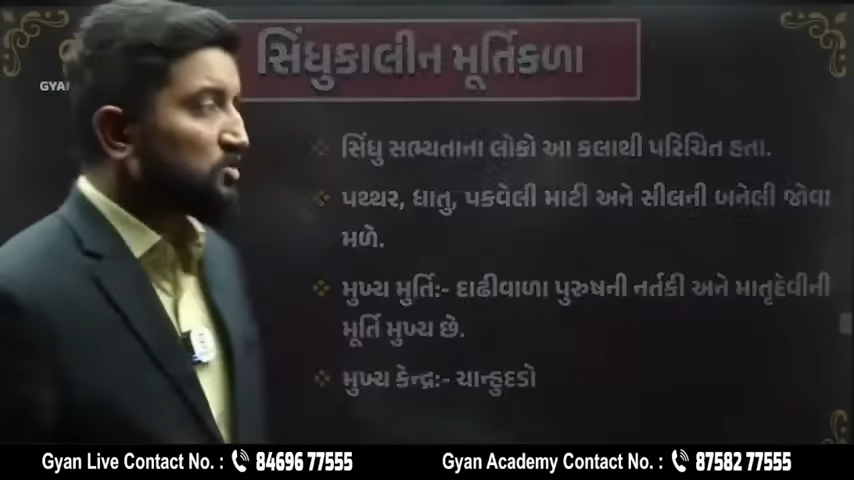 સિંધુકાલીન મૂર્તિકળા
GYAN
સિંધુ સભ્યતાના લોકો આ કલાથી પરિચિત હતા.
પથ્થર, ધાતુ, પકવેલી માટી અને સીલની બનેલી જોવા
મળે.
મુખ્ય મુર્તિ:- દાઢીવાળા પુરુષની નર્તકી અને માતૃદેવીની
મૂર્તિ મુખ્ય છે.
મુખ્ય કેન્દ્ર:- ચાન્હુદડો
Gyan Live Contact No. : 84696 77555
Gyan Academy Contact No. : 87582 77555